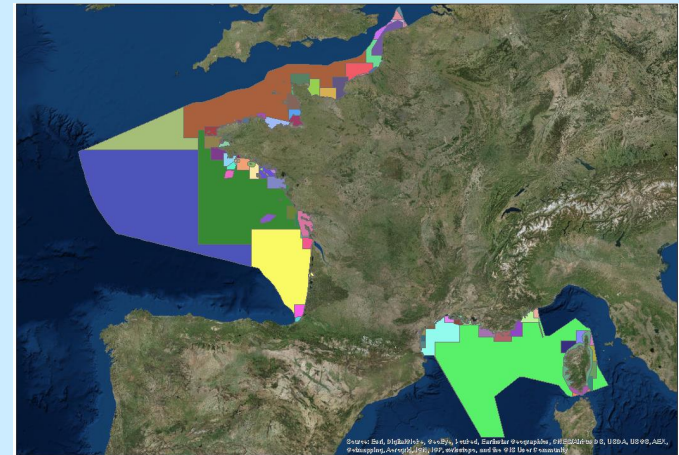 Source: Esri, DigitalGlobe, GeoEye, Earthstar Geographics, CNES/Airbus DS, USDA, USGS, AEX,
Getmapping, Aerogrid, IGN, IGP, swisstopo, and the GIS User Community